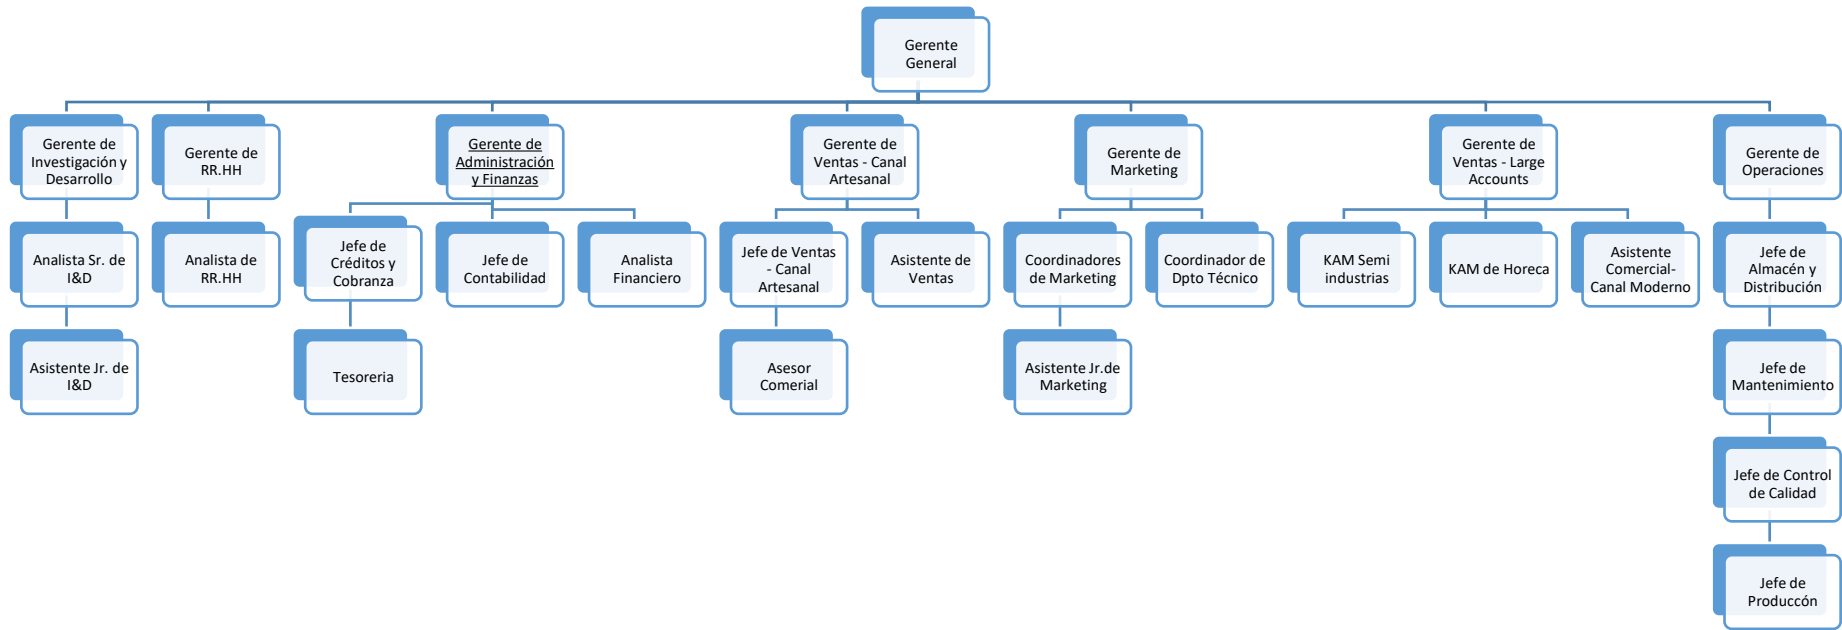 Gerente
General
Gerente de
Investigación y
Desarrollo
Gerente de
RR.HH
Gerente de
Administración
y Finanzas
Gerente de
Ventas - Canal
Artesanal
Gerente de
Marketing
Gerente de
Ventas - Large
Accounts
Gerente de
Operaciones
Analista Sr. de
I&D
Analista de
RR.HH
Jefe de
Créditos y
Cobranza
Jefe de
Contabilidad
Analista
Financiero
Jefe de Ventas
- Canal
Artesanal
Asistente de
Ventas
Coordinadores
de Marketing
Coordinador de
Dpto Técnico
KAM Semi
industrias
KAM de Horeca
Asistente
Comercial-
Canal Moderno
Jefe de
Almacén y
Distribución
Asistente Jr. de
I&D
Tesoreria
Asesor
Comerial
Asistente Jr.de
Marketing
Jefe de
Mantenimiento
Jefe de Control
de Calidad
Jefe de
Produccón